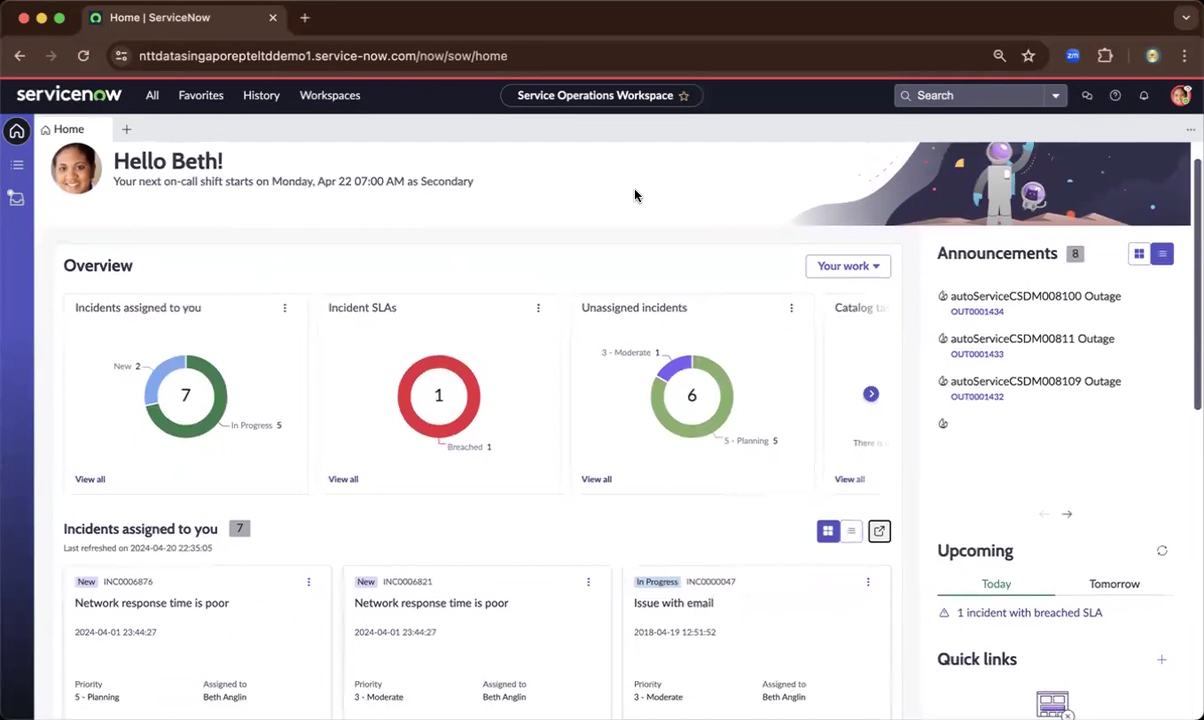 Home | ServiceNow
nttdatasingaporepteltddemo1.service-now.com/now/sow/home
zm
servicenow
All
Favorites
History
Workspaces
Service Operations Workspace
Search
Home
Hello Beth!
Your next on-call shift starts on Monday, Apr 22 07:00 AM as Secondary
Overview
Your work
Incidents assigned to you
New 2
7
In Progress 5
View all
Incident SLAs
1
Breached 1
View all
Unassigned incidents
3 - Moderate 1
6
5 - Planning 5
View all
Catalog
There is
View all
Incidents assigned to you 7
Last refreshed on 2024-04-20 22:35:05
New INC0006876
Network response time is poor
2024-04-01 23:44:27
Priority
5 - Planning
Assigned to
Beth Anglin
New INC0006821
Network response time is poor
2024-04-01 23:44:27
Priority
3 - Moderate
Assigned to
Beth Anglin
In Progress INC0000047
Issue with email
2018-04-19 12:51:52
Priority
3 - Moderate
Assigned to
Beth Anglin
Announcements 8
autoServiceCSDM008100 Outage
OUT0001434
autoServiceCSDM00811 Outage
OUT0001433
autoServiceCSDM008109 Outage
OUT0001432
Upcoming
Today
Tomorrow
1 incident with breached SLA
Quick links